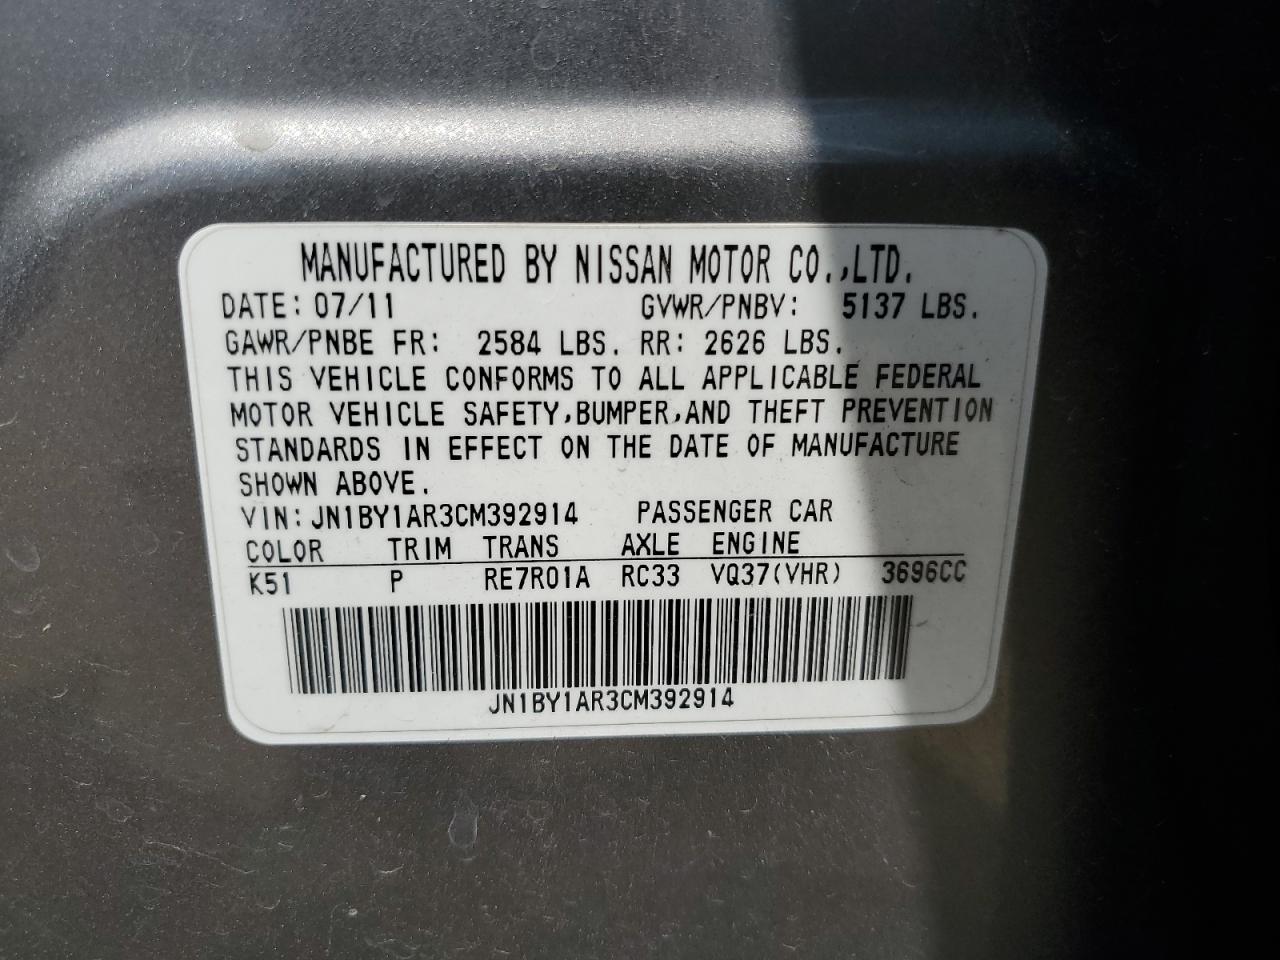 MANUFACTURED BY NISSAN MOTOR CO.,LTD.
DATE: 07/11 GVWR/PNBV: 5137 LBS.
GAWR/PNBE FR: 2584 LBS. RR: 2626 LBS.
THIS VEHICLE CONFORMS TO ALL APPLICABLE FEDERAL
MOTOR VEHICLE SAFETY,BUMPER,AND THEFT PREVENTION
STANDARDS IN EFFECT ON THE DATE OF MANUFACTURE
SHOWN ABOVE.
VIN: JN1BY1AR3CM392914 PASSENGER CAR
COLOR TRIM TRANS AXLE ENGINE
K51 P RE7R01A RC33 VQ37(VHR) 3696CC
JN1BY1AR3CM392914